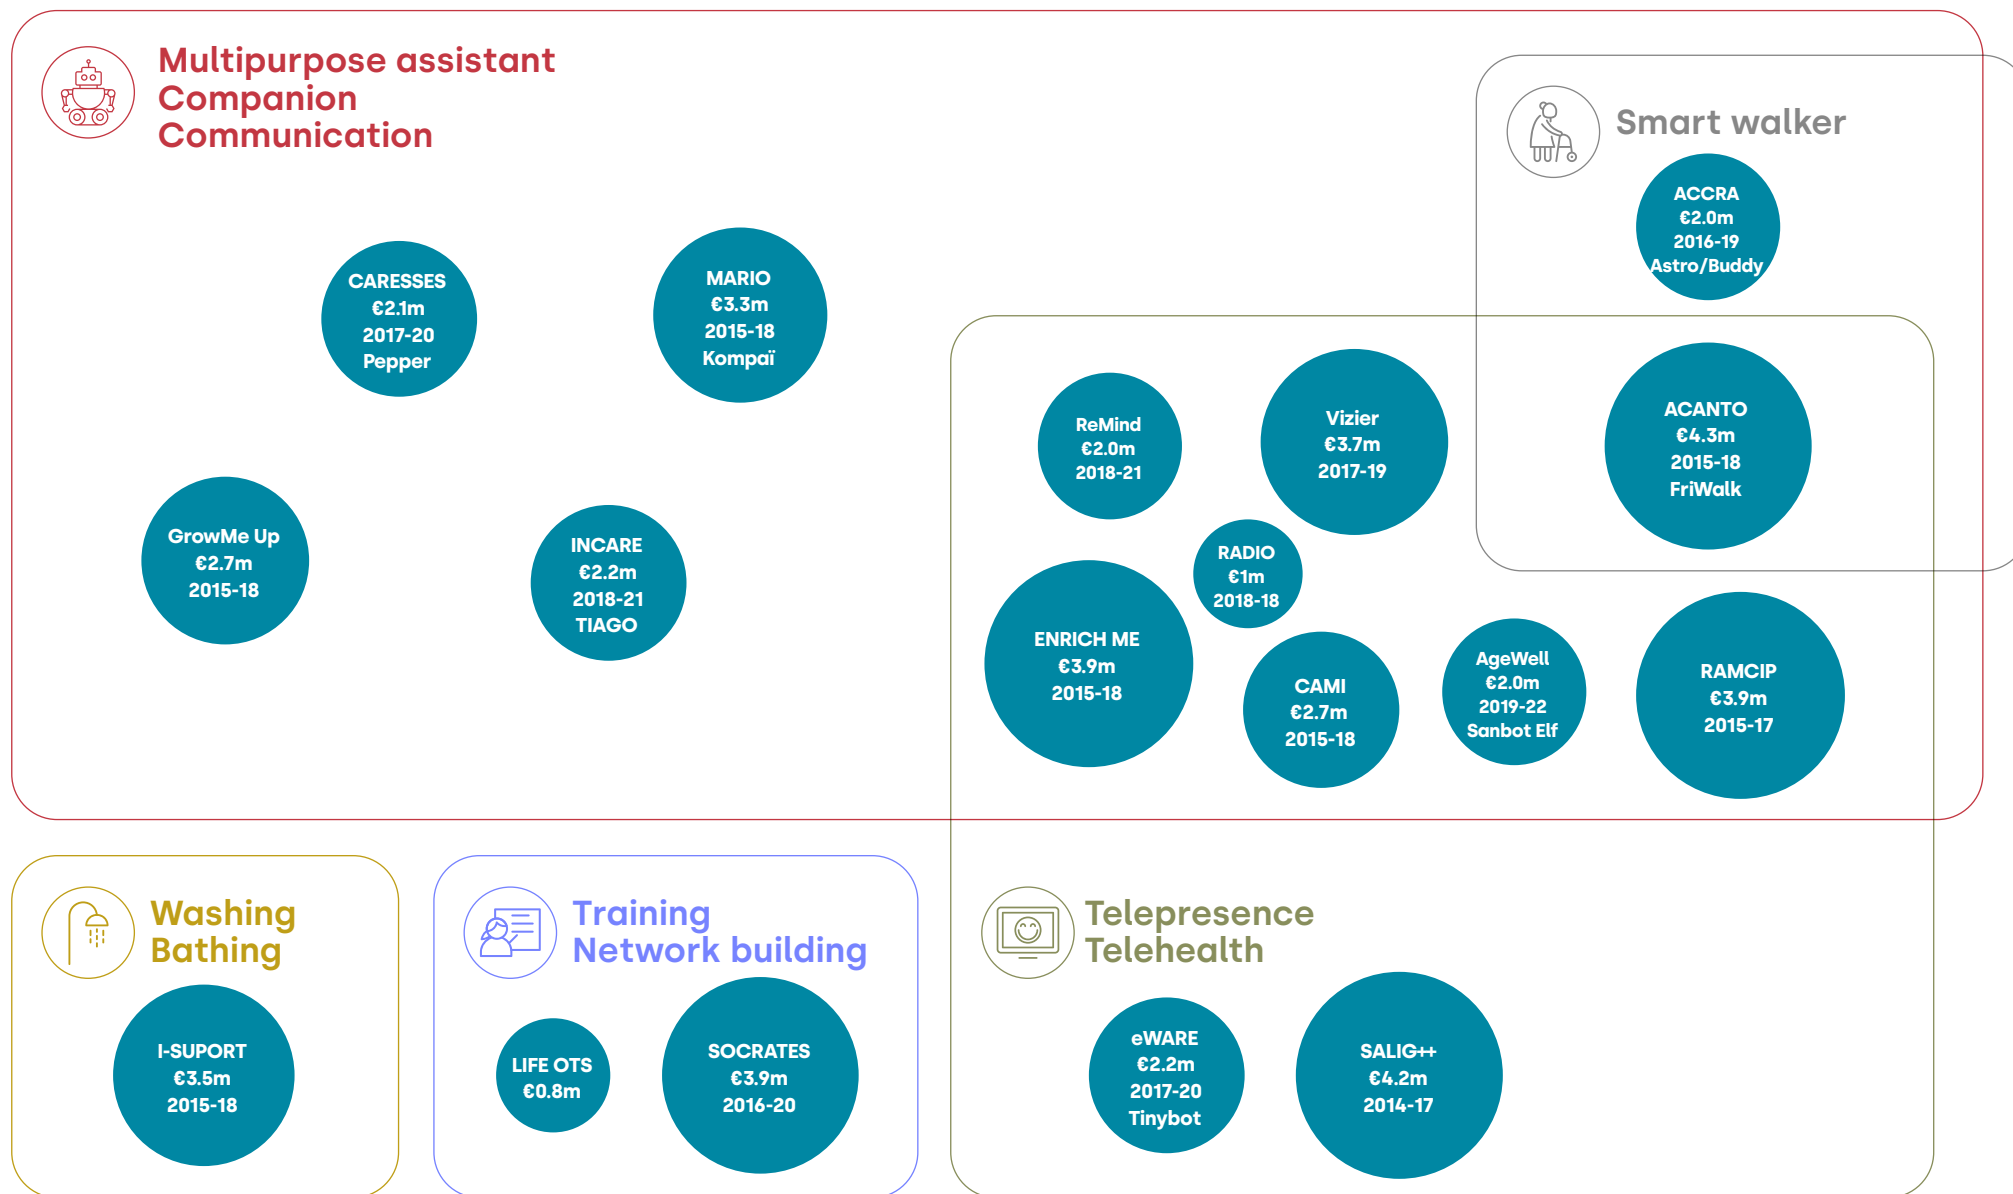 Multipurpose assistant
Companion
Communication
Smart walker
ACCRA
€2.0m
2016-19
Astro/Buddy
CARESSES
€2.1m
2017-20
Pepper
MARIO
€3.3m
2015-18
Kompaï
ReMind
€2.0m
2018-21
Vizier
€3.7m
2017-19
ACANTO
€4.3m
2015-18
FriWalk
GrowMe Up
€2.7m
2015-18
INCARE
€2.2m
2018-21
TIAGO
RADIO
€1m
2018-18
ENRICH ME
€3.9m
2015-18
CAMI
€2.7m
2015-18
AgeWell
€2.0m
2019-22
Sanbot Elf
RAMCIP
€3.9m
2015-17
Washing
Bathing
I-SUPORT
€3.5m
2015-18
Training
Network building
LIFE OTS
€0.8m
SOCRATES
€3.9m
2016-20
Telepresence
Telehealth
eWARE
€2.2m
2017-20
Tinybot
SALIG++
€4.2m
2014-17